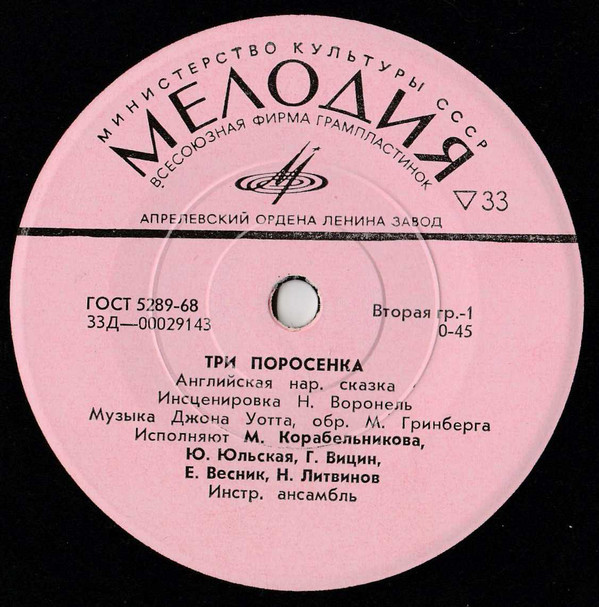 МИНИСТЕРСТВО КУЛЬТУРЫ СССР
МЕЛОДИЯ
ВСЕСОЮЗНАЯ ФИРМА ГРАМПЛАСТИНОК
▽33
АПРЕЛЕВСКИЙ ОРДЕНА ЛЕНИНА ЗАВОД
ГОСТ 5289-68
33Д—00029143
Вторая гр.-1
0-45
ТРИ ПОРОСЕНКА
Английская нар. сказка
Инсценировка Н. Воронель
Музыка Джона Уотта, обр. М. Гринберга
Исполняют М. Корабельникова,
Ю. Юльская, Г. Вицин,
Е. Весник, Н. Литвинов
Инстр. ансамбль